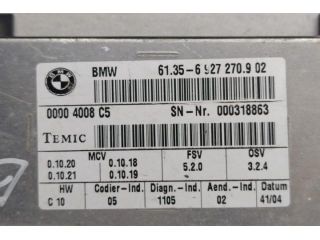 BMW 61.35-6 927 270.9 02
0000 4008 C5 SN-Nr. 000318863
TEMIC
MCV FSV OSV
0.10.20 0.10.18 5.2.0 3.2.4
0.10.21 0.10.19
HW Codier-Ind. Diagn.-Ind. Aend.-Ind. Datum
C 10 05 1105 02 41/04